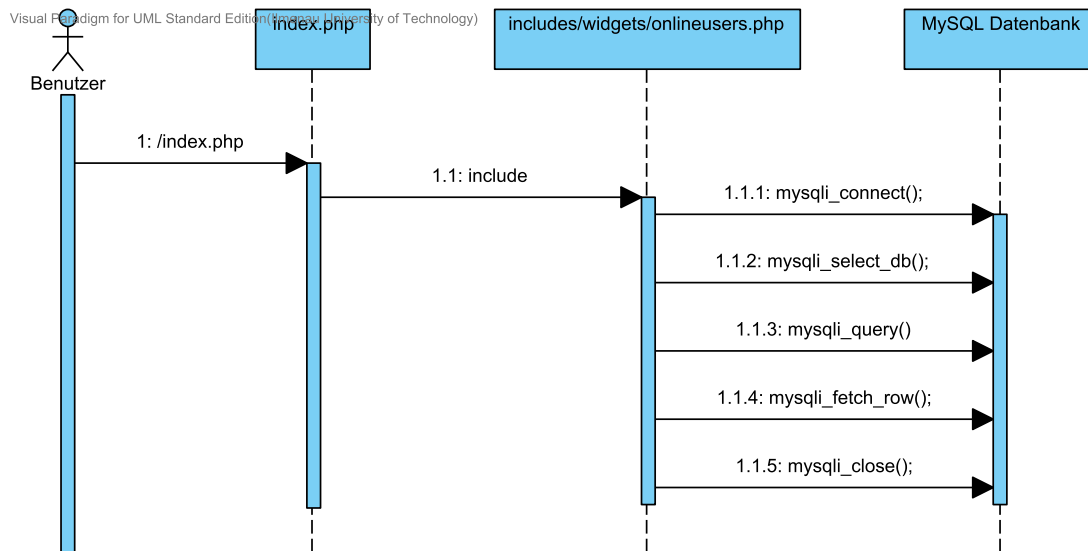 Visual Paradigm for UML Standard Edition(Ilmenau University of Technology)
index.php
includes/widgets/onlineusers.php
MySQL Datenbank
Benutzer
1: /index.php
1.1: include
1.1.1: mysqli_connect();
1.1.2: mysqli_select_db();
1.1.3: mysqli_query()
1.1.4: mysqli_fetch_row();
1.1.5: mysqli_close();